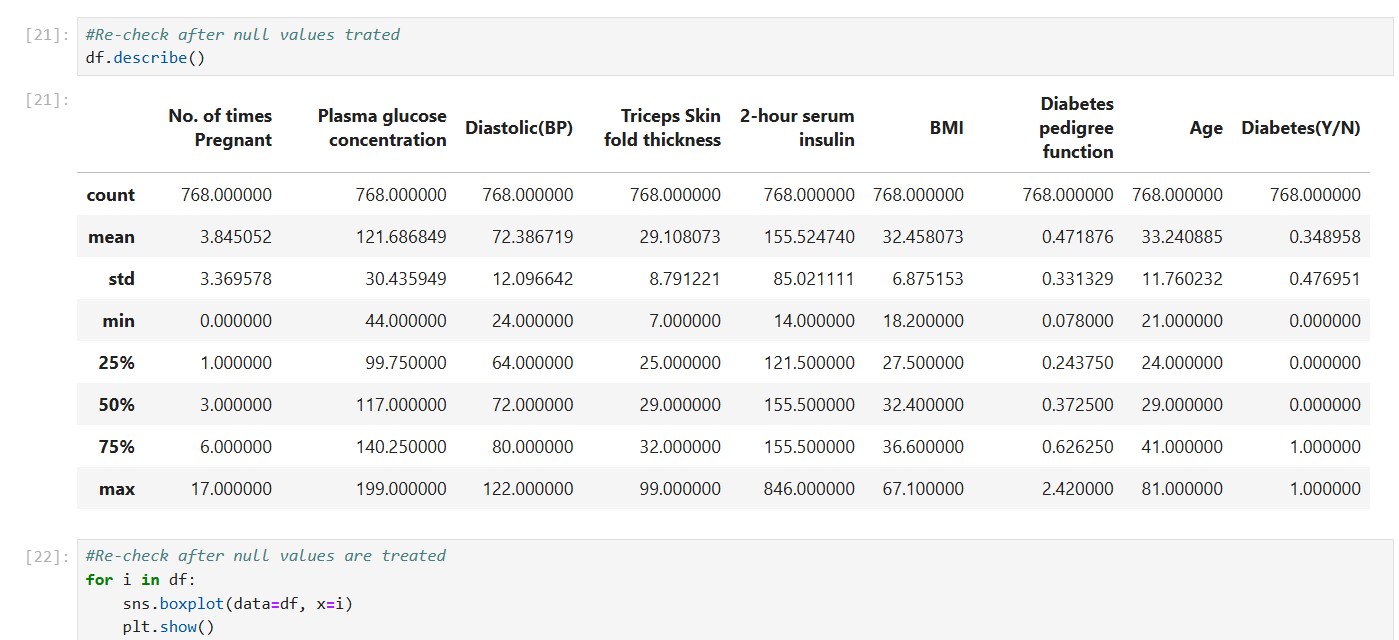 [21]: #Re-check after null values trated
df.describe()
[21]:
No. of times Pregnant Plasma glucose concentration Diastolic(BP) Triceps Skin fold thickness 2-hour serum insulin BMI Diabetes pedigree function Age Diabetes(Y/N)
count 768.000000 768.000000 768.000000 768.000000 768.000000 768.000000 768.000000 768.000000 768.000000
mean 3.845052 121.686849 72.386719 29.108073 155.524740 32.458073 0.471876 33.240885 0.348958
std 3.369578 30.435949 12.096642 8.791221 85.021111 6.875153 0.331329 11.760232 0.476951
min 0.000000 44.000000 24.000000 7.000000 14.000000 18.200000 0.078000 21.000000 0.000000
25% 1.000000 99.750000 64.000000 25.000000 121.500000 27.500000 0.243750 24.000000 0.000000
50% 3.000000 117.000000 72.000000 29.000000 155.500000 32.400000 0.372500 29.000000 0.000000
75% 6.000000 140.250000 80.000000 32.000000 155.500000 36.600000 0.626250 41.000000 1.000000
max 17.000000 199.000000 122.000000 99.000000 846.000000 67.100000 2.420000 81.000000 1.000000
[22]: #Re-check after null values are treated
for i in df:
    sns.boxplot(data=df, x=i)
    plt.show()